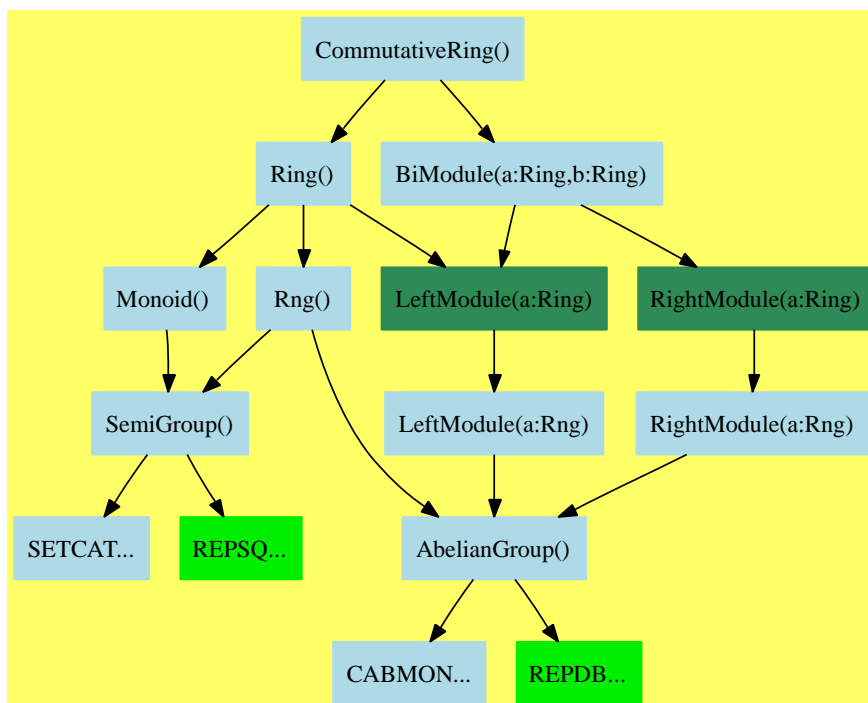 CommutativeRing()
Ring()
BiModule(a:Ring,b:Ring)
Monoid()
Rng()
LeftModule(a:Ring)
RightModule(a:Ring)
SemiGroup()
LeftModule(a:Rng)
RightModule(a:Rng)
SETCAT...
REPSQ...
AbelianGroup()
CABMON...
REPDB...